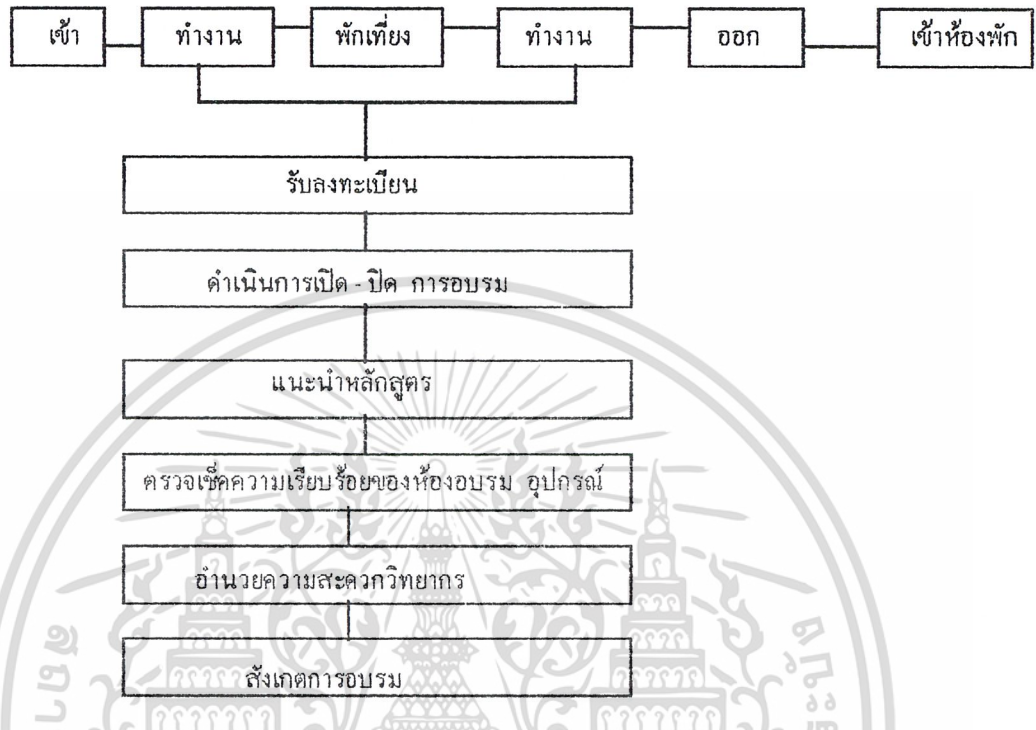 เข้า ทำงาน พักเที่ยง ทำงาน ออก เข้าห้องพัก
รับลงทะเบียน
ดำเนินการเปิด - ปิด การอบรม
แนะนำหลักสูตร
ตรวจเช็คความเรียบร้อยของห้องอบรม อุปกรณ์
อำนวยความสะดวกวิทยากร
สังเกตการอบรม